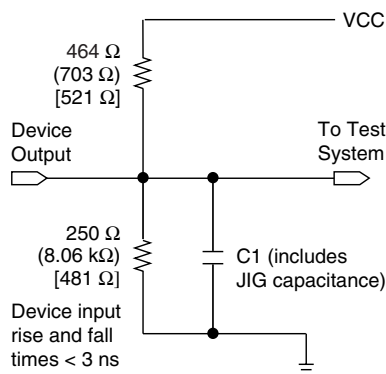 VCC
464 Ω
(703 Ω)
[521 Ω]
Device
Output
To Test
System
250 Ω
(8.06 kΩ)
[481 Ω]
C1 (includes
JIG capacitance)
Device input
rise and fall
times < 3 ns